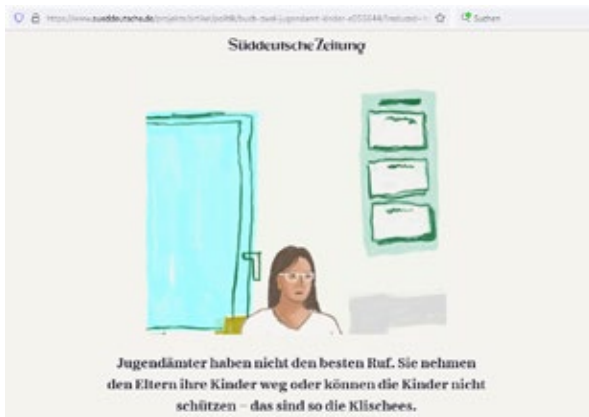 Suchen
Süddeutsche Zeitung
Jugendämter haben nicht den besten Ruf. Sie nehmen
den Eltern ihre Kinder weg oder können die Kinder nicht
schützen – das sind so die Klischees.